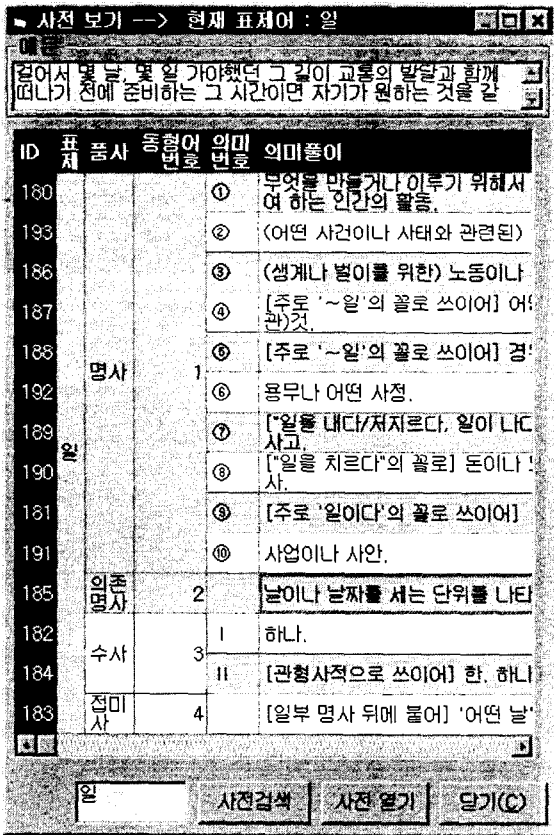 사전 보기 --> 현재 표제어 : 일
예문
걸어서 몇 날, 몇 일 가야했던 그 길이 교통의 발달과 함께
떠나기 전에 준비하는 그 시간이면 자기가 원하는 것을 갈
ID 표제 품사 동형어번호 의미번호 의미풀이
180 ① 무엇을 만들거나 이루기 위해서
여 하는 인간의 활동.
193 ② (어떤 사건이나 사태와 관련된)
186 ③ (생계나 벌이를 위한) 노동이나
187 ④ [주로 '~일'의 꼴로 쓰이어]
관)것.
188 ⑤ [주로 '~일'의 꼴로 쓰이어]
명사 1
192 ⑥ 용무나 어떤 사정.
189 ⑦ ["일을 내다/저지르다, 일이
사고.
일
190 ⑧ ["일을 치르다"의 꼴로] 돈이나
사.
181 ⑨ [주로 '일이다'의 꼴로 쓰이어]
191 ⑩ 사업이나 사안.
185 의존명사 2 날이나 날짜를 세는 단위를
182 I 하나.
수사 3
184 II [관형사적으로 쓰이어] 한. 하나
183 접미사 4 [일부 명사 뒤에 붙어] '어떤 날'
일 사전검색 사전 열기 닫기(C)